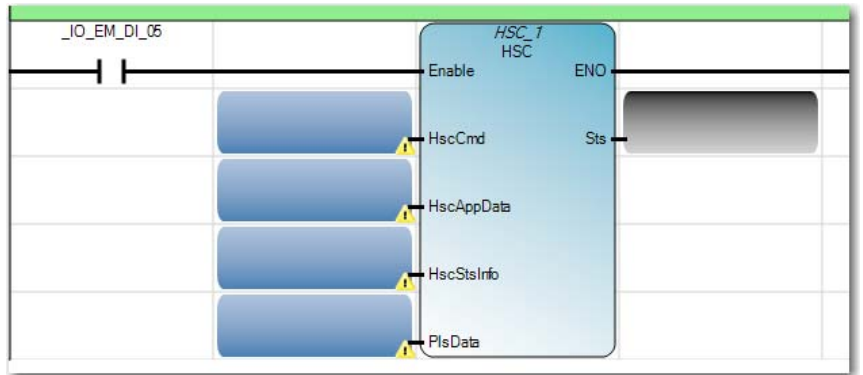 _IO_EM_DI_05
HSC_1
HSC
Enable ENO
HscCmd Sts
HscAppData
HscStsInfo
PlsData